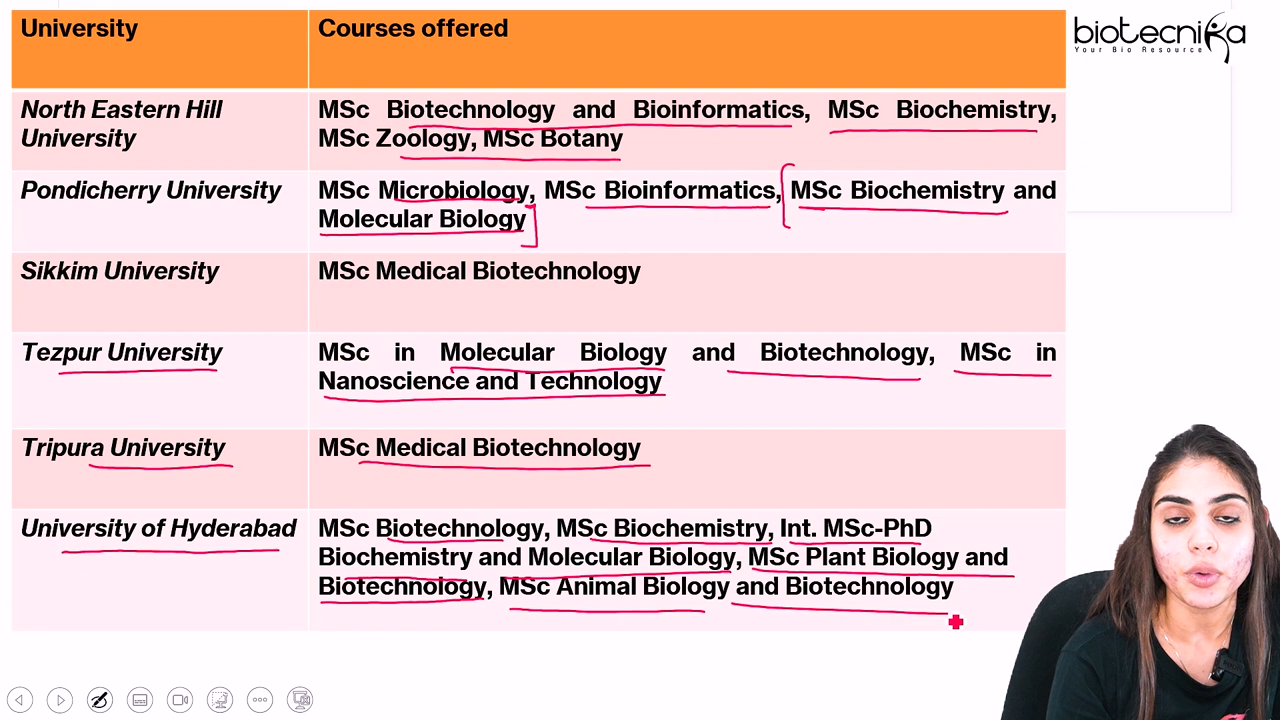 University
Courses offered
biotecnika
Your Bio Resource
North Eastern Hill
University
MSc Biotechnology and Bioinformatics, MSc Biochemistry,
MSc Zoology, MSc Botany
Pondicherry University
MSc Microbiology, MSc Bioinformatics, MSc Biochemistry and
Molecular Biology
Sikkim University
MSc Medical Biotechnology
Tezpur University
MSc in Molecular Biology and Biotechnology, MSc in
Nanoscience and Technology
Tripura University
MSc Medical Biotechnology
University of Hyderabad
MSc Biotechnology, MSc Biochemistry, Int. MSc-PhD
Biochemistry and Molecular Biology, MSc Plant Biology and
Biotechnology, MSc Animal Biology and Biotechnology